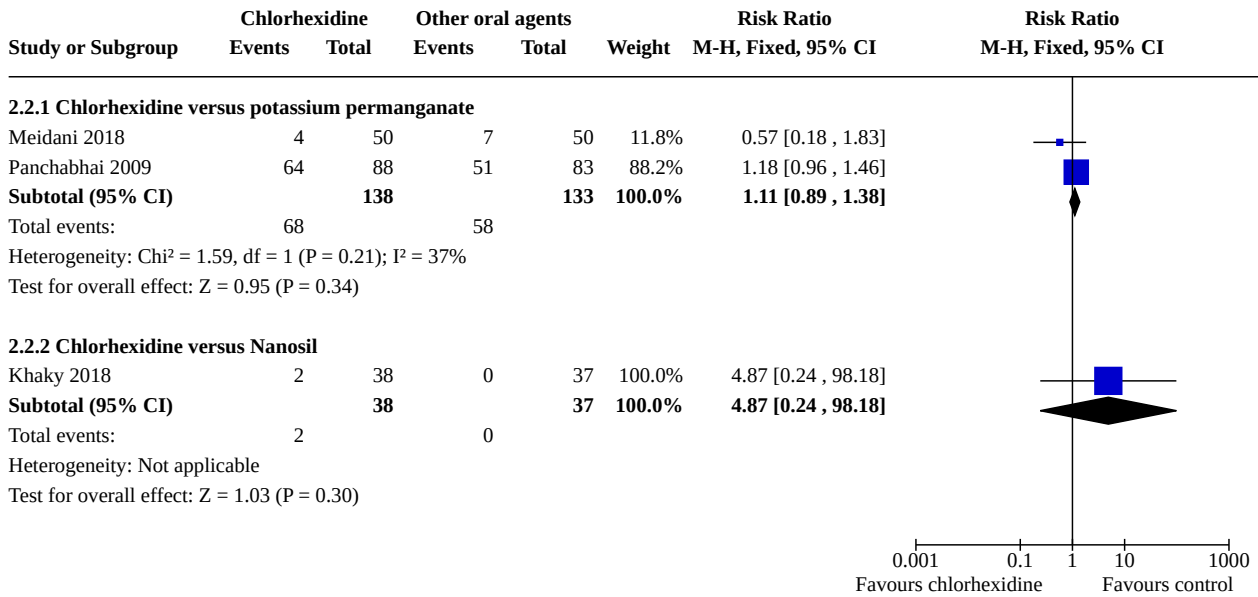 Chlorhexidine Other oral agents Risk Ratio Risk Ratio
Study or Subgroup Events Total Events Total Weight M-H, Fixed, 95% CI M-H, Fixed, 95% CI
2.2.1 Chlorhexidine versus potassium permanganate
Meidani 2018 4 50 7 50 11.8% 0.57 [0.18 , 1.83]
Panchabhai 2009 64 88 51 83 88.2% 1.18 [0.96 , 1.46]
Subtotal (95% CI) 138 133 100.0% 1.11 [0.89 , 1.38]
Total events: 68 58
Heterogeneity: Chi² = 1.59, df = 1 (P = 0.21); I² = 37%
Test for overall effect: Z = 0.95 (P = 0.34)
2.2.2 Chlorhexidine versus Nanosil
Khaky 2018 2 38 0 37 100.0% 4.87 [0.24 , 98.18]
Subtotal (95% CI) 38 37 100.0% 4.87 [0.24 , 98.18]
Total events: 2 0
Heterogeneity: Not applicable
Test for overall effect: Z = 1.03 (P = 0.30)
0.001 0.1 1 10 1000
Favours chlorhexidine Favours control